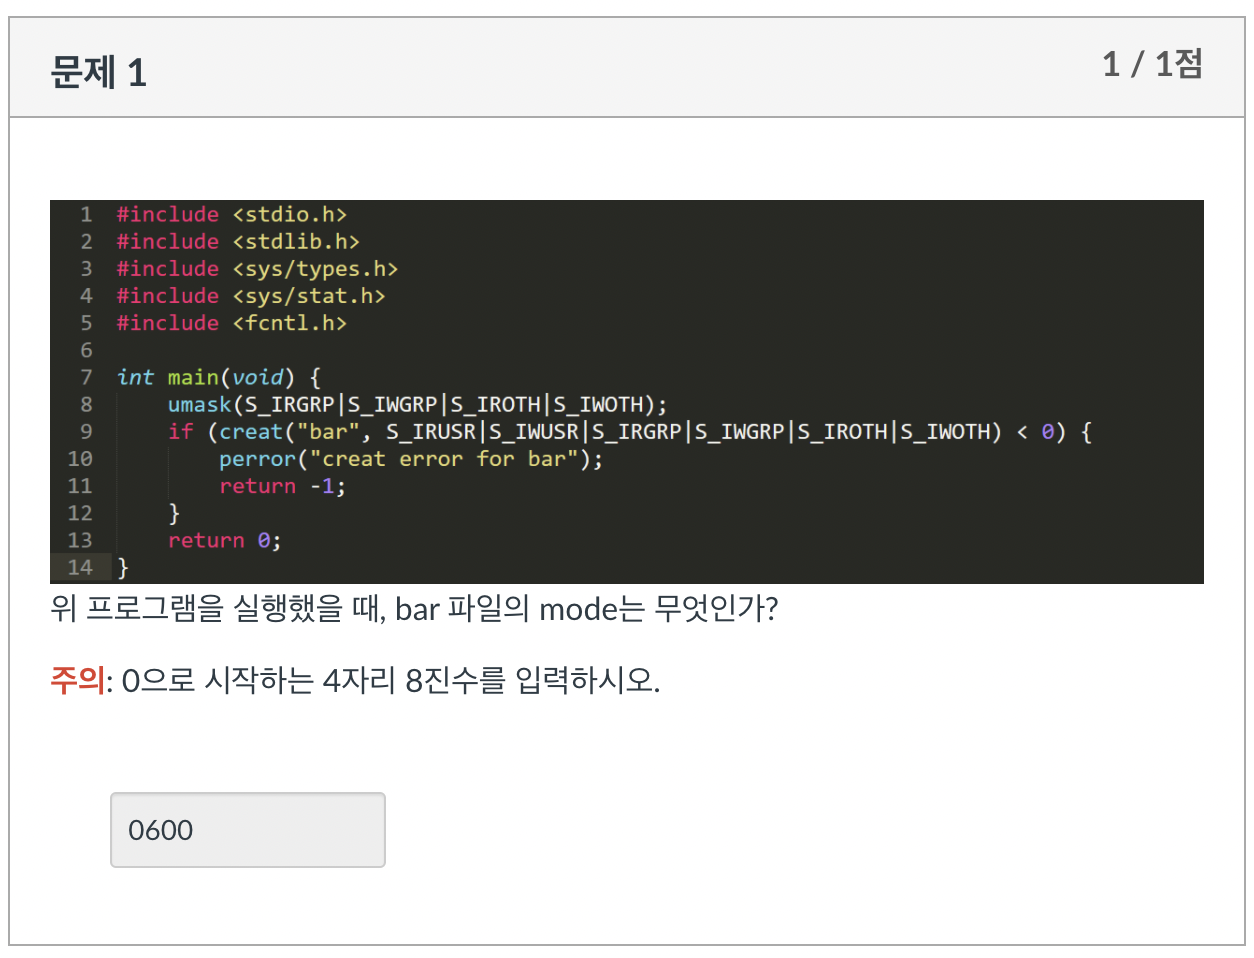 문제 1
1 / 1점
1 #include <stdio.h>
2 #include <stdlib.h>
3 #include <sys/types.h>
4 #include <sys/stat.h>
5 #include <fcntl.h>
6
7 int main(void) {
8     umask(S_IRGRP|S_IWGRP|S_IROTH|S_IWOTH);
9     if (creat("bar", S_IRUSR|S_IWUSR|S_IRGRP|S_IWGRP|S_IROTH|S_IWOTH) < 0) {
10         perror("creat error for bar");
11         return -1;
12     }
13     return 0;
14 }
위 프로그램을 실행했을 때, bar 파일의 mode는 무엇인가?
주의: 0으로 시작하는 4자리 8진수를 입력하시오.
0600